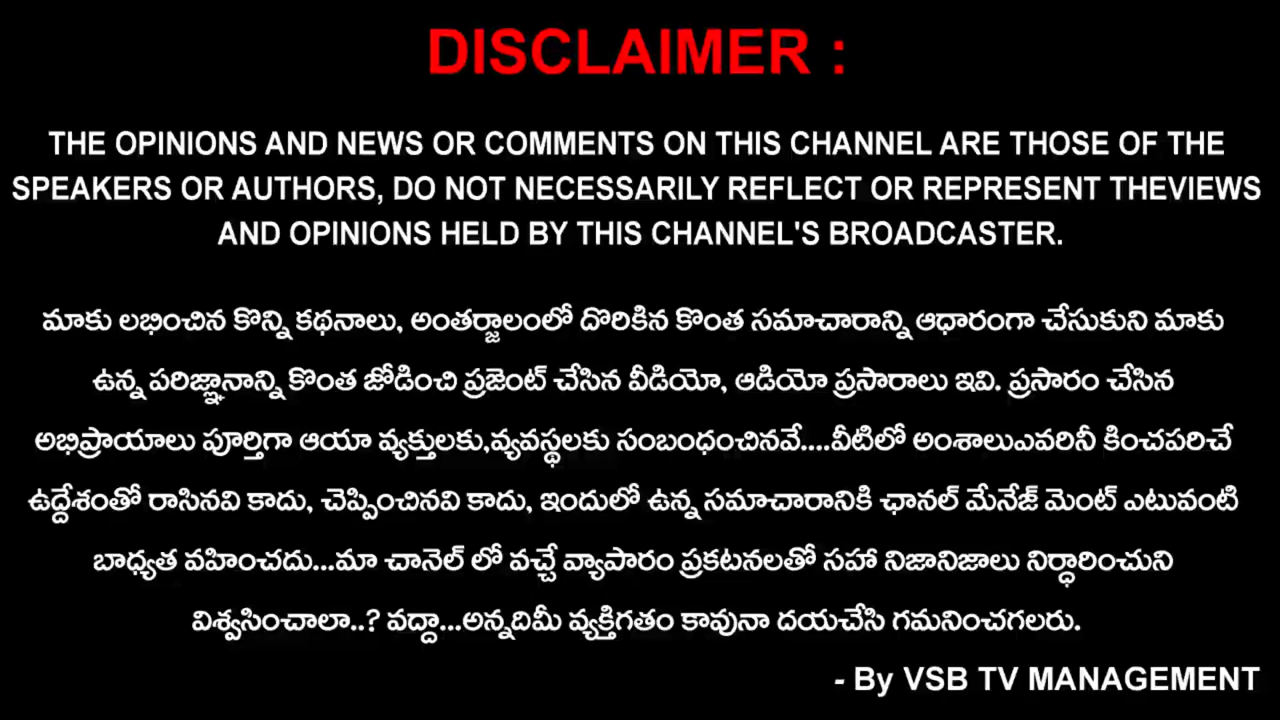 DISCLAIMER :
THE OPINIONS AND NEWS OR COMMENTS ON THIS CHANNEL ARE THOSE OF THE
SPEAKERS OR AUTHORS, DO NOT NECESSARILY REFLECT OR REPRESENT THEVIEWS
AND OPINIONS HELD BY THIS CHANNEL'S BROADCASTER.
మాకు లభించిన కొన్ని కథనాలు, అంతర్జాలంలో దొరికిన కొంత సమాచారాన్ని ఆధారంగా చేసుకుని మాకు
ఉన్న పరిజ్ఞానాన్ని కొంత జోడించి ప్రజెంట్ చేసిన వీడియో, ఆడియో ప్రసారాలు ఇవి. ప్రసారం చేసిన
అభిప్రాయాలు పూర్తిగా ఆయా వ్యక్తులకు,వ్యవస్థలకు సంబంధంచినవే....వీటిలో అంశాలుఎవరినీ కించపరిచే
ఉద్దేశంతో రాసినవి కాదు, చెప్పించినవి కాదు, ఇందులో ఉన్న సమాచారానికి ఛానల్ మేనేజ్ మెంట్ ఎటువంటి
బాధ్యత వహించదు...మా చానెల్ లో వచ్చే వ్యాపారం ప్రకటనలతో సహా నిజానిజాలు నిర్ధారించుని
విశ్వసించాలా..? వద్దా...అన్నదిమీ వ్యక్తిగతం కావునా దయచేసి గమనించగలరు.
- By VSB TV MANAGEMENT